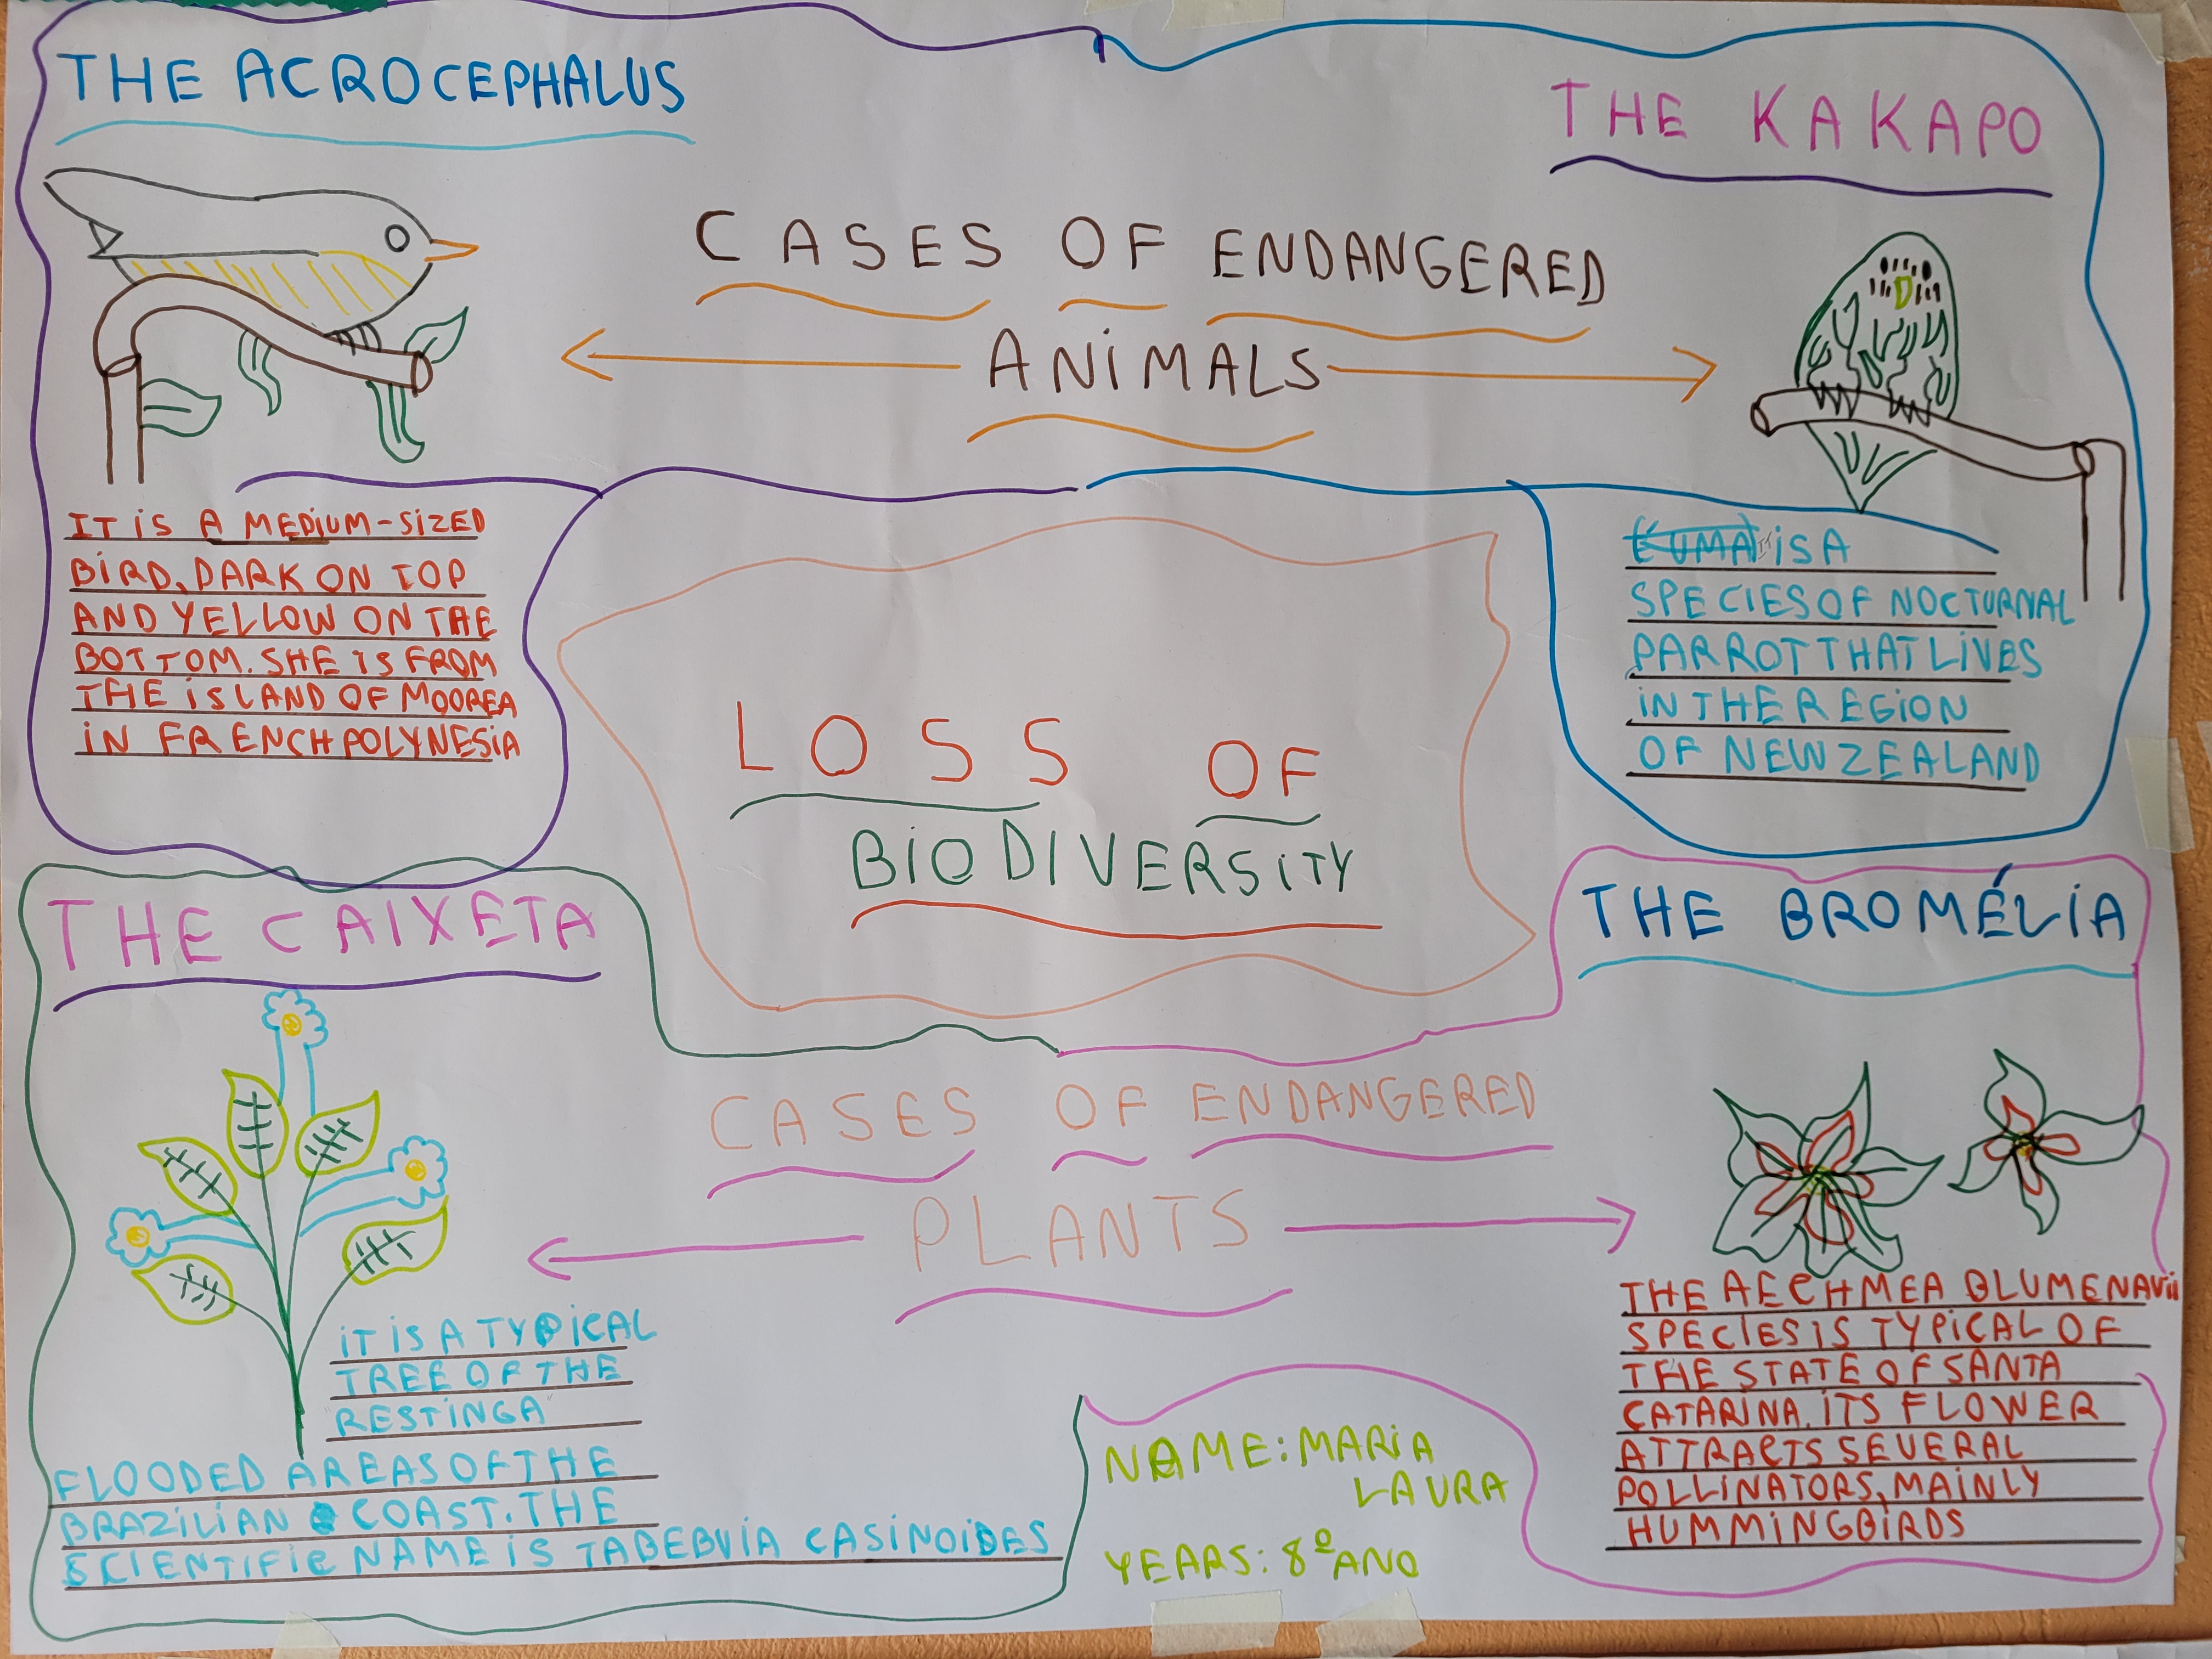 THE ACROCEPHALUS
THE KAKAPO
CASES OF ENDANGERED
ANIMALS
IT IS A MEDIUM-SIZED
BIRD, DARK ON TOP
AND YELLOW ON THE
BOTTOM. SHE IS FROM
THE ISLAND OF MOOREA
IN FRENCH POLYNESIA
IS A
SPECIES OF NOCTURNAL
PARROT THAT LIVES
IN THE REGION
OF NEW ZEALAND
LOSS OF
BIODIVERSITY
THE CAIXETA
THE BROMÉLIA
CASES OF ENDANGERED
PLANTS
IT IS A TYPICAL
TREE OF THE
RESTINGA
FLOODED AREAS OF THE
BRAZILIAN COAST. THE
SCIENTIFIC NAME IS TABEBUIA CASINOIDES
THE AECHMEA BLUMENAVII
SPECIES IS TYPICAL OF
THE STATE OF SANTA
CATARINA. ITS FLOWER
ATTRACTS SEVERAL
POLLINATORS, MAINLY
HUMMINGBIRDS
NAME: MARIA
LAURA
YEARS: 8º ANO